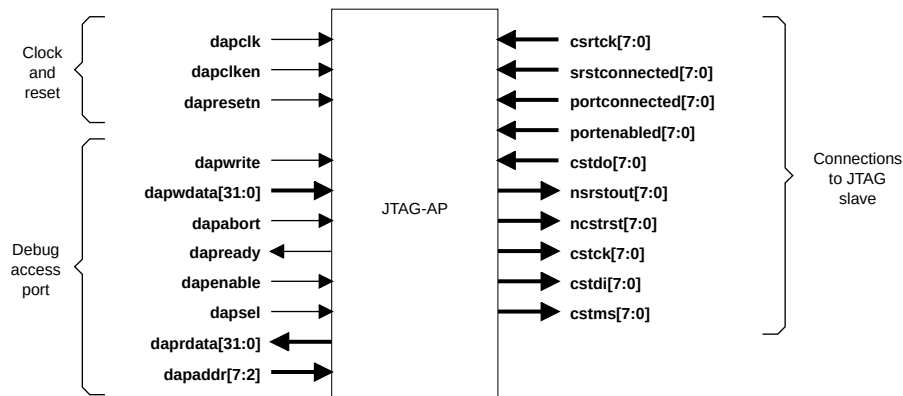 Clock
and
reset
dapclk
dapclken
dapresetn
Debug
access
port
dapwrite
dapwdata[31:0]
dapabort
dapready
dapenable
dapsel
daprdata[31:0]
dapaddr[7:2]
JTAG-AP
csrtck[7:0]
srstconnected[7:0]
portconnected[7:0]
portenabled[7:0]
cstdo[7:0]
nsrstout[7:0]
ncstrst[7:0]
cstck[7:0]
cstdi[7:0]
cstms[7:0]
Connections
to JTAG
slave